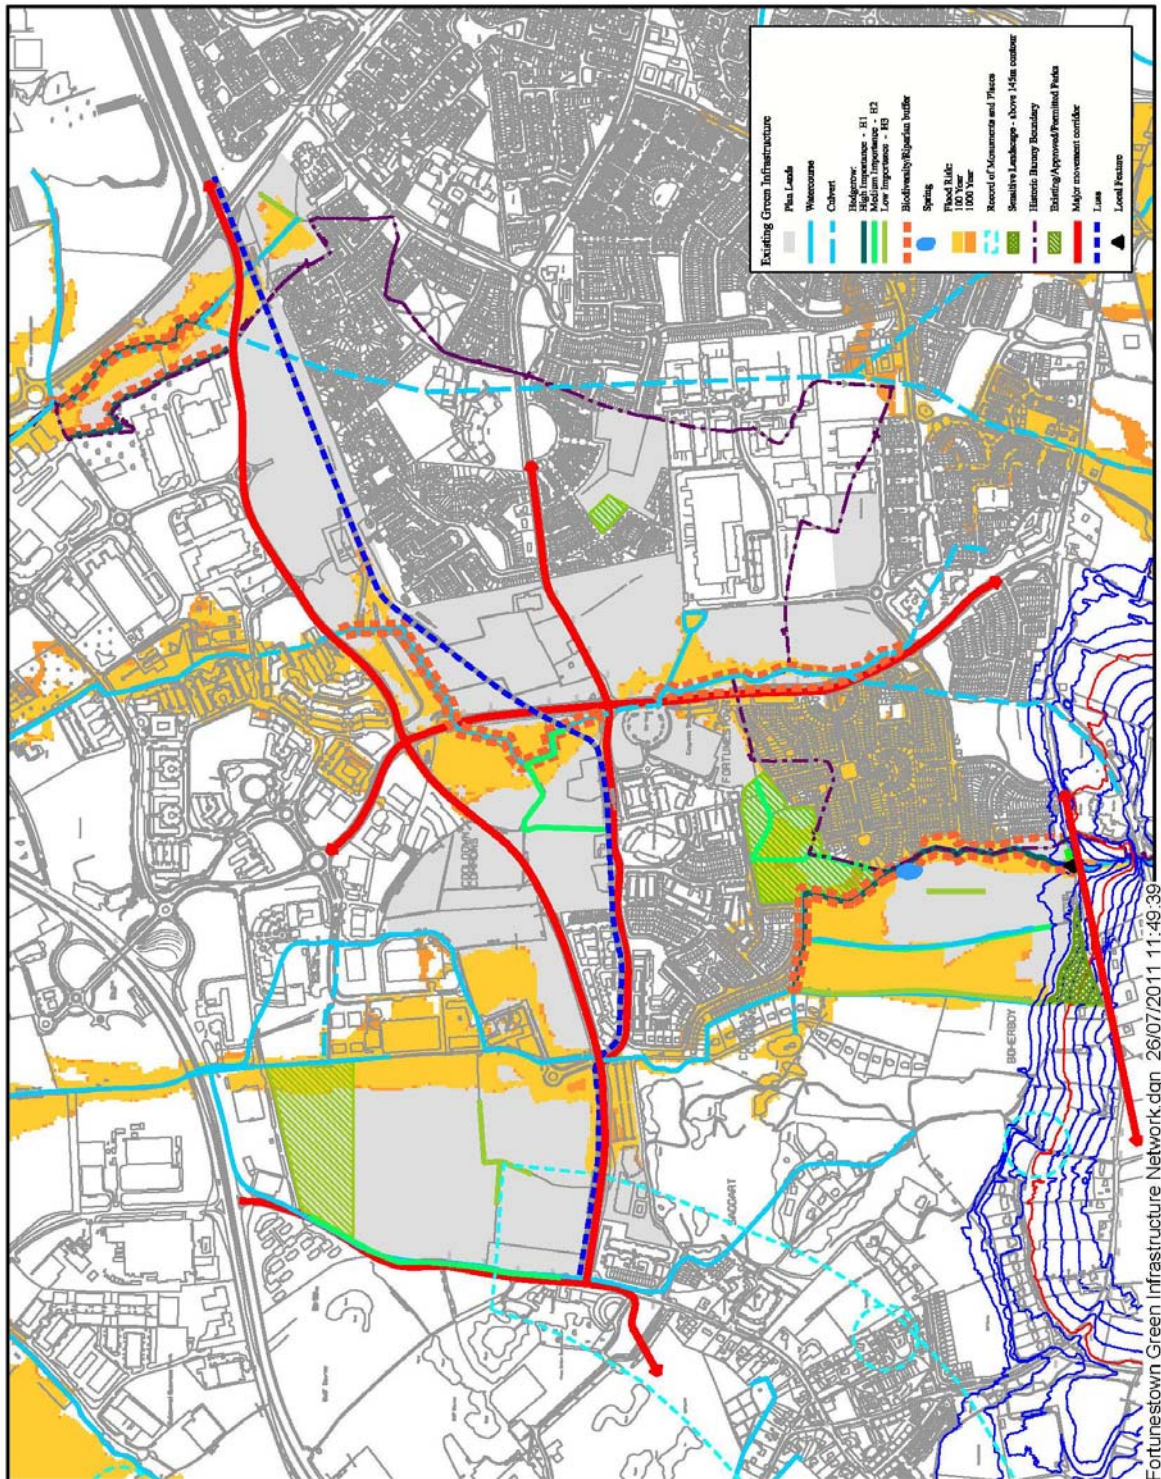 Existing Green Infrastructure
Plan Lands
Watercourse
Culvert
Hedgerow:
High Importance - H1
Medium Importance - H2
Low Importance - H3
Biodiversity/Riparian buffer
Spring
Flood Risk:
100 Year
1000 Year
Record of Monuments and Places
Sensitive Landscape - above 145m contour
Historic Barony Boundary
Existing/Approved/Permitted Parks
Major movement corridor
Luas
Local Feature
BOHERBOY
SAGGART
Fortunestown Green Infrastructure Network.dgn 26/07/2011 11:49:39